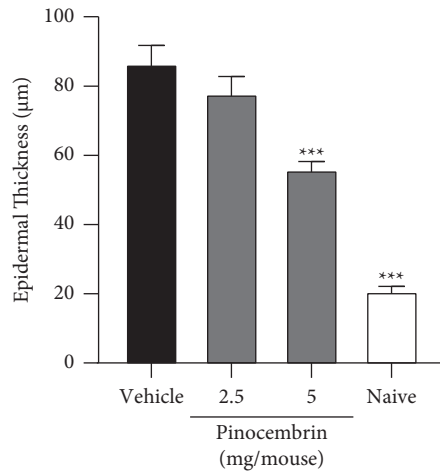 Epidermal Thickness (µm)
100
80
60
40
20
0
***
***
Vehicle 2.5 5 Naive
Pinocembrin
(mg/mouse)